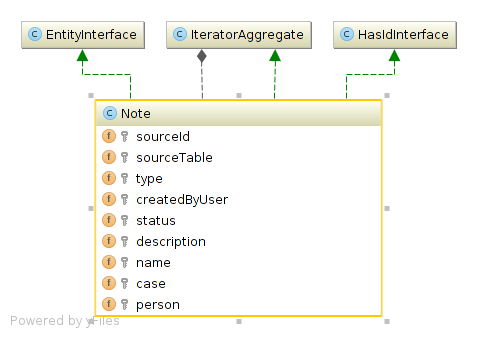 C EntityInterface
C IteratorAggregate
C HasIdInterface
C Note
f sourceId
f sourceTable
f type
f createdByUser
f status
f description
f name
f case
f person
Powered by yFiles